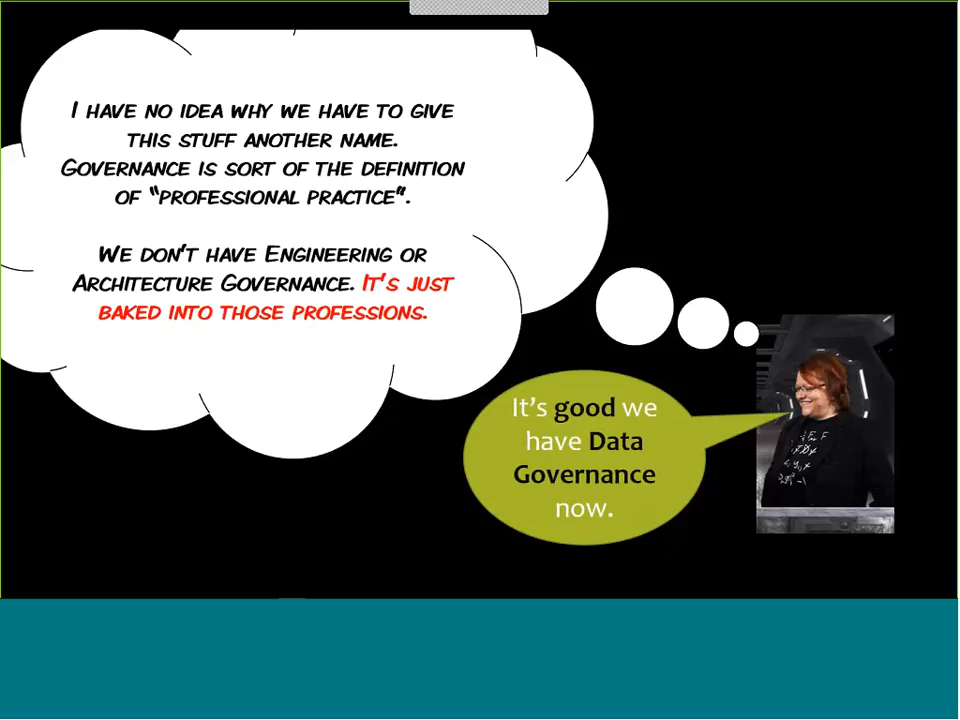 I HAVE NO IDEA WHY WE HAVE TO GIVE
THIS STUFF ANOTHER NAME.
GOVERNANCE IS SORT OF THE DEFINITION
OF "PROFESSIONAL PRACTICE".
WE DON'T HAVE ENGINEERING OR
ARCHITECTURE GOVERNANCE. IT'S JUST
BAKED INTO THOSE PROFESSIONS.
It's good we
have Data
Governance
now.